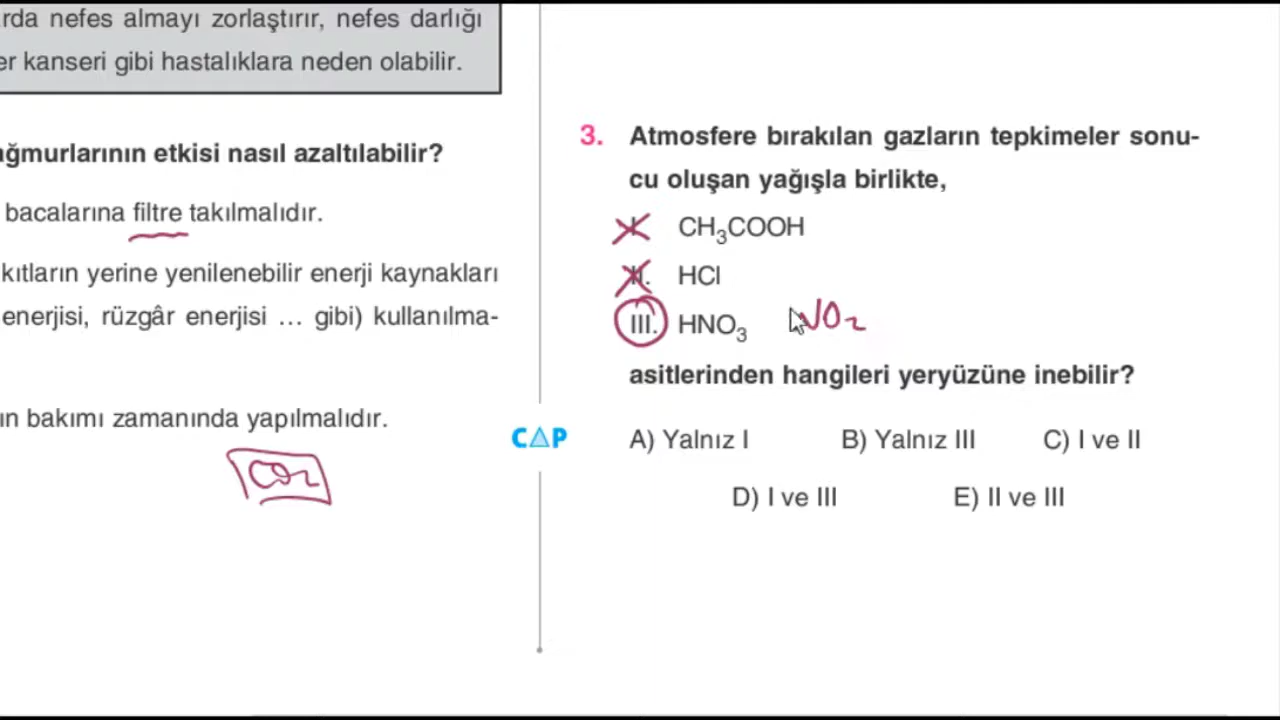 rda nefes almayı zorlaştırır, nefes darlığı
er kanseri gibi hastalıklara neden olabilir.
ağmurlarının etkisi nasıl azaltılabilir?
bacalarına filtre takılmalıdır.
kıtların yerine yenilenebilir enerji kaynakları
enerjisi, rüzgâr enerjisi ... gibi) kullanılma-
ın bakımı zamanında yapılmalıdır.
CO₂
CAP
3. Atmosfere bırakılan gazların tepkimeler sonu-
cu oluşan yağışla birlikte,
I. CH₃COOH
II. HCl
III. HNO₃ NO₂
asitlerinden hangileri yeryüzüne inebilir?
A) Yalnız I B) Yalnız III C) I ve II
D) I ve III E) II ve III